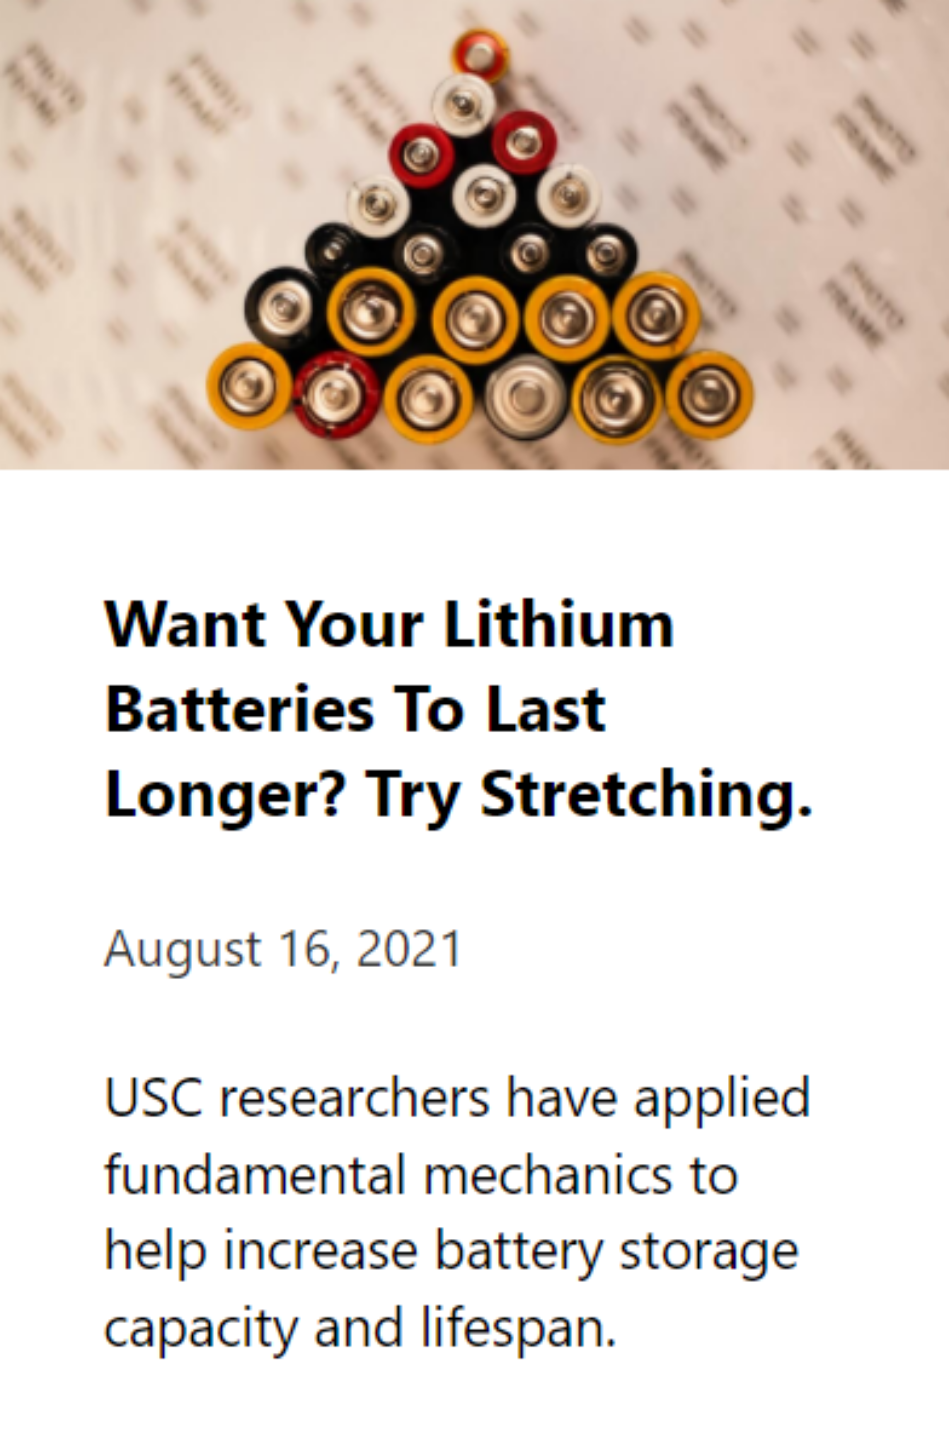 Want Your Lithium
Batteries To Last
Longer? Try Stretching.
August 16, 2021
USC researchers have applied
fundamental mechanics to
help increase battery storage
capacity and lifespan.